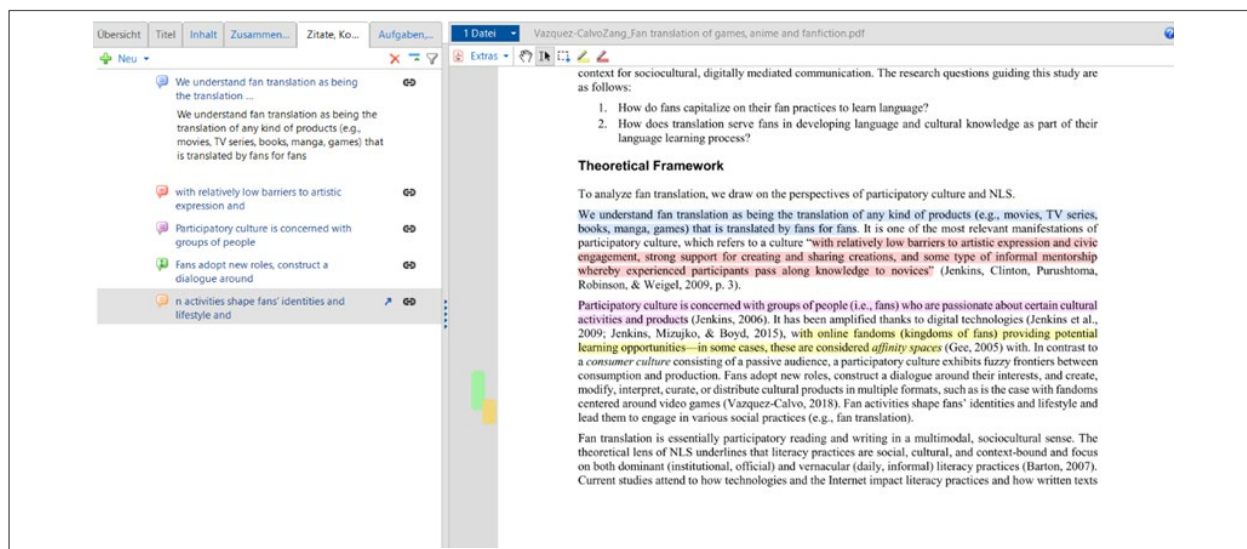 Übersicht
Titel
Inhalt
Zusammen...
Zitate, Ko...
Aufgaben,...
Neu
We understand fan translation as being
the translation ...
We understand fan translation as being the
translation of any kind of products (e.g.,
movies, TV series, books, manga, games) that
is translated by fans for fans
with relatively low barriers to artistic
expression and
Participatory culture is concerned with
groups of people
Fans adopt new roles, construct a
dialogue around
n activities shape fans' identities and
lifestyle and
1 Datei
Vazquez-CalvoZang_Fan translation of games, anime and fanfiction.pdf
Extras
context for sociocultural, digitally mediated communication. The research questions guiding this study are
as follows:
1. How do fans capitalize on their fan practices to learn language?
2. How does translation serve fans in developing language and cultural knowledge as part of their
language learning process?
Theoretical Framework
To analyze fan translation, we draw on the perspectives of participatory culture and NLS.
We understand fan translation as being the translation of any kind of products (e.g., movies, TV series,
books, manga, games) that is translated by fans for fans. It is one of the most relevant manifestations of
participatory culture, which refers to a culture “with relatively low barriers to artistic expression and civic
engagement, strong support for creating and sharing creations, and some type of informal mentorship
whereby experienced participants pass along knowledge to novices” (Jenkins, Clinton, Purushtoma,
Robinson, & Weigel, 2009, p. 3).
Participatory culture is concerned with groups of people (i.e., fans) who are passionate about certain cultural
activities and products (Jenkins, 2006). It has been amplified thanks to digital technologies (Jenkins et al.,
2009; Jenkins, Mizujko, & Boyd, 2015), with online fandoms (kingdoms of fans) providing potential
learning opportunities—in some cases, these are considered affinity spaces (Gee, 2005) with. In contrast to
a consumer culture consisting of a passive audience, a participatory culture exhibits fuzzy frontiers between
consumption and production. Fans adopt new roles, construct a dialogue around their interests, and create,
modify, interpret, curate, or distribute cultural products in multiple formats, such as is the case with fandoms
centered around video games (Vazquez-Calvo, 2018). Fan activities shape fans' identities and lifestyle and
lead them to engage in various social practices (e.g., fan translation).
Fan translation is essentially participatory reading and writing in a multimodal, sociocultural sense. The
theoretical lens of NLS underlines that literacy practices are social, cultural, and context-bound and focus
on both dominant (institutional, official) and vernacular (daily, informal) literacy practices (Barton, 2007).
Current studies attend to how technologies and the Internet impact literacy practices and how written texts